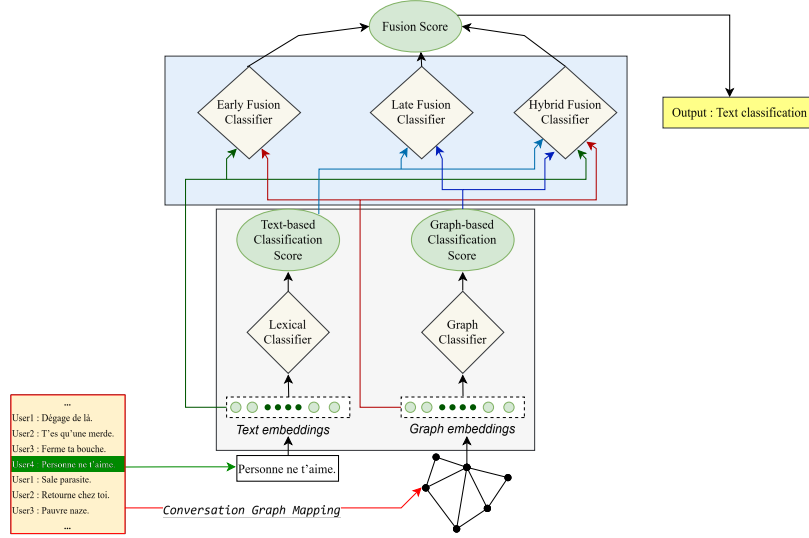 Fusion Score
Early Fusion
Classifier
Late Fusion
Classifier
Hybrid Fusion
Classifier
Output : Text classification
Text-based
Classification
Score
Graph-based
Classification
Score
Lexical
Classifier
Graph
Classifier
Text embeddings
Graph embeddings
...
User1 : Dègage de là.
User2 : T'es qu'une merde.
User3 : Ferme ta bouche.
User4 : Personne ne t'aime.
User1 : Sale parasite.
User2 : Retourne chez toi.
User3 : Pauvre naze.
...
Personne ne t'aime.
Conversation Graph Mapping